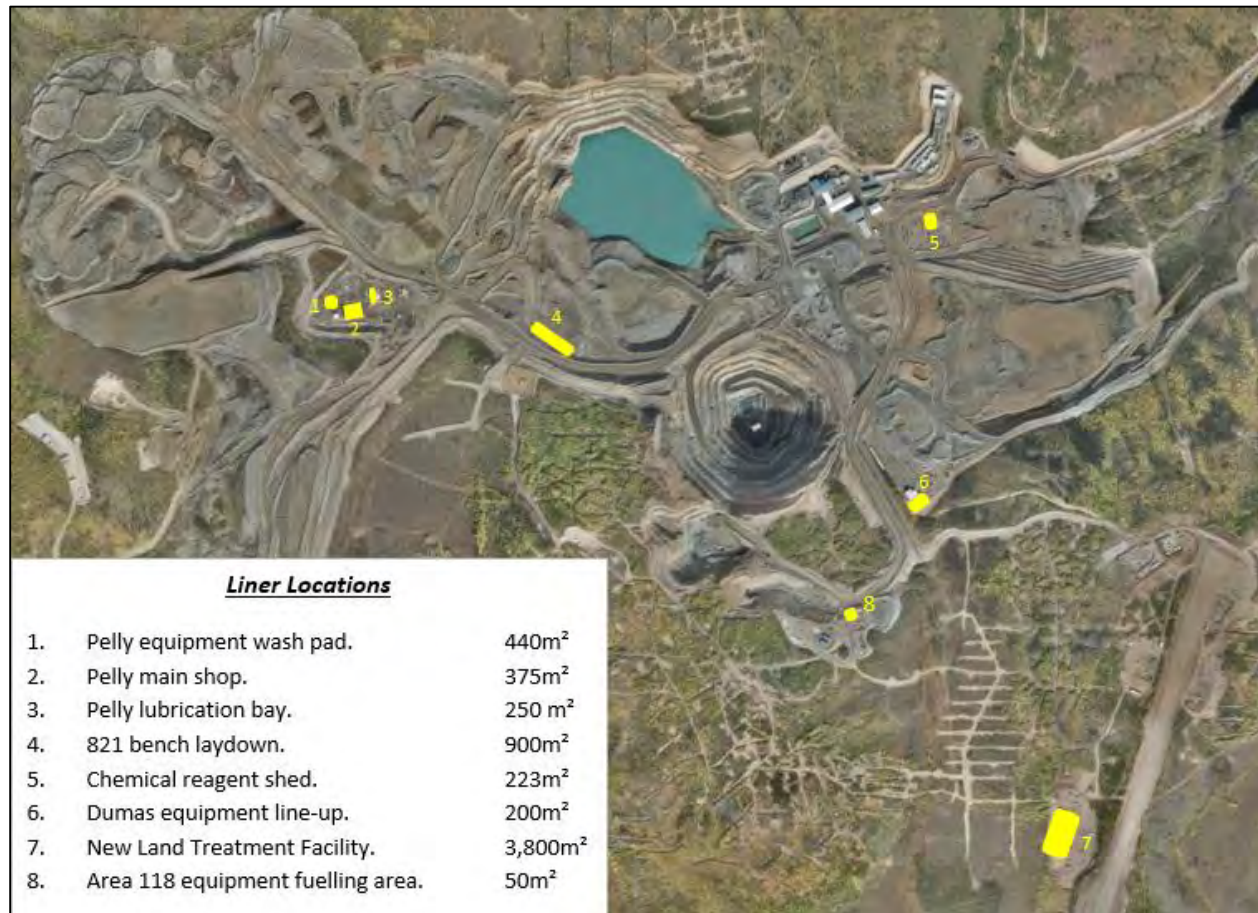 1
2
3
4
5
6
7
8
Liner Locations
1. Pelly equipment wash pad. 440m²
2. Pelly main shop. 375m²
3. Pelly lubrication bay. 250 m²
4. 821 bench laydown. 900m²
5. Chemical reagent shed. 223m²
6. Dumas equipment line-up. 200m²
7. New Land Treatment Facility. 3,800m²
8. Area 118 equipment fuelling area. 50m²